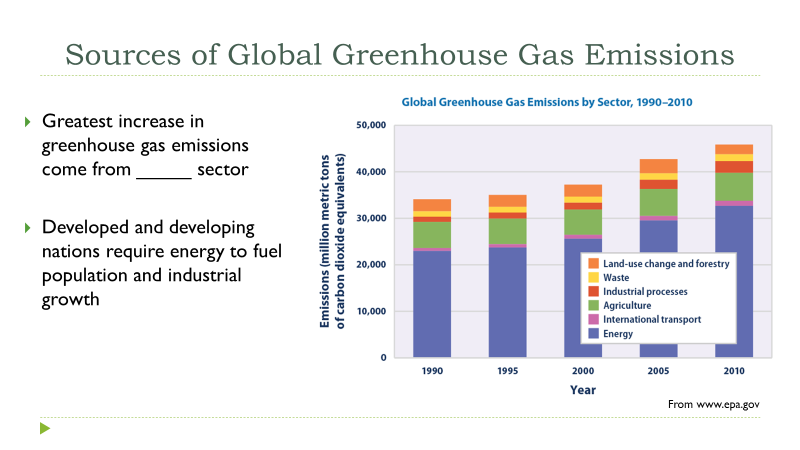 Sources of Global Greenhouse Gas Emissions
Greatest increase in
greenhouse gas emissions
come from ______ sector
Developed and developing
nations require energy to fuel
population and industrial
growth
Global Greenhouse Gas Emissions by Sector, 1990–2010
Emissions (million metric tons
of carbon dioxide equivalents)
50,000
40,000
30,000
20,000
10,000
0
Land-use change and forestry
Waste
Industrial processes
Agriculture
International transport
Energy
1990 1995 2000 2005 2010
Year
From www.epa.gov